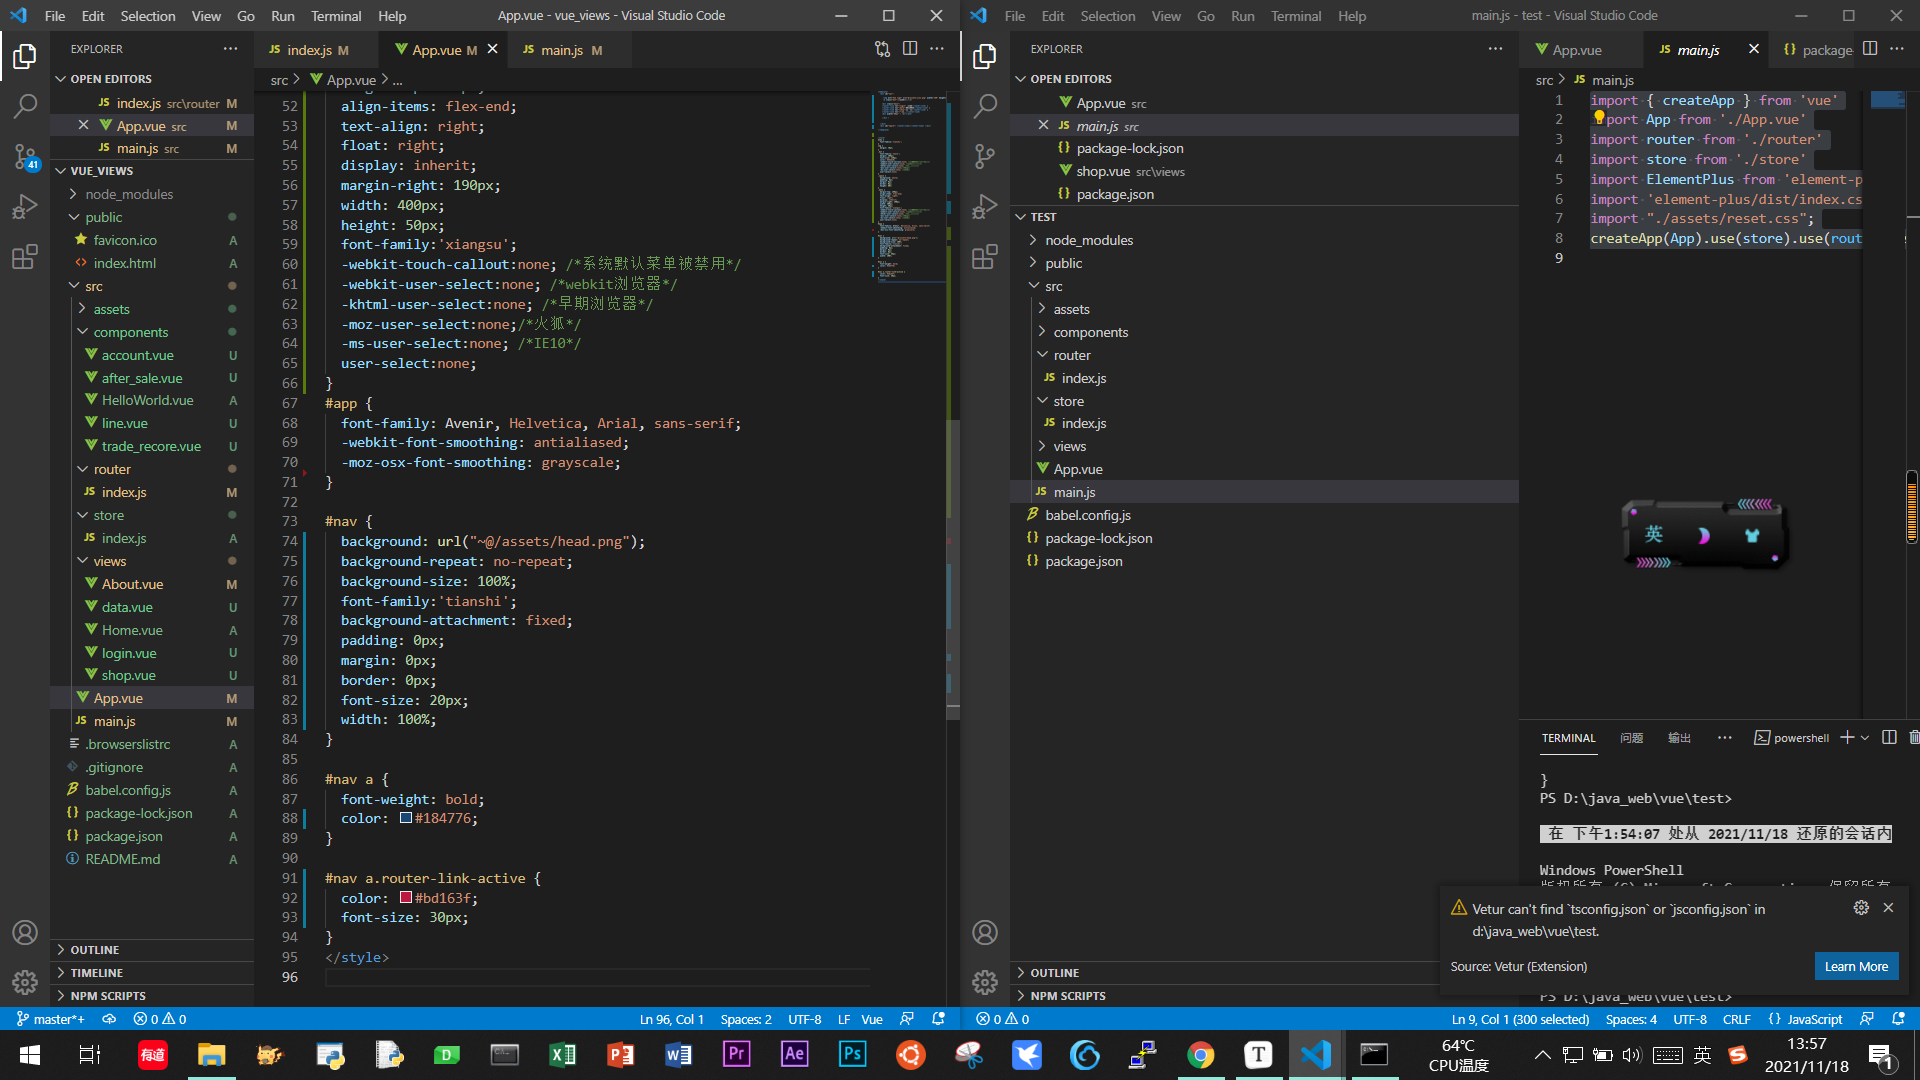 File Edit Selection View Go Run Terminal Help
App.vue - vue_views - Visual Studio Code
EXPLORER
OPEN EDITORS
JS index.js src\router M
App.vue src M
JS main.js src M
VUE_VIEWS
node_modules
public
favicon.ico A
index.html A
src
assets
components
account.vue U
after_sale.vue U
HelloWorld.vue A
line.vue U
trade_recore.vue U
router
JS index.js M
store
JS index.js A
views
About.vue M
data.vue U
Home.vue A
login.vue U
shop.vue U
App.vue M
JS main.js M
.browserslistrc A
.gitignore A
babel.config.js A
package-lock.json A
package.json A
README.md A
OUTLINE
TIMELINE
NPM SCRIPTS
41
JS index.js M
App.vue M
JS main.js M
src > App.vue > ...
52 align-items: flex-end;
53 text-align: right;
54 float: right;
55 display: inherit;
56 margin-right: 190px;
57 width: 400px;
58 height: 50px;
59 font-family:'xiangsu';
60 -webkit-touch-callout:none; /*系统默认菜单被禁用*/
61 -webkit-user-select:none; /*webkit浏览器*/
62 -khtml-user-select:none; /*早期浏览器*/
63 -moz-user-select:none;/*火狐*/
64 -ms-user-select:none; /*IE10*/
65 user-select:none;
66 }
67 #app {
68 font-family: Avenir, Helvetica, Arial, sans-serif;
69 -webkit-font-smoothing: antialiased;
70 -moz-osx-font-smoothing: grayscale;
71 }
72
73 #nav {
74 background: url("~@/assets/head.png");
75 background-repeat: no-repeat;
76 background-size: 100%;
77 font-family:'tianshi';
78 background-attachment: fixed;
79 padding: 0px;
80 margin: 0px;
81 border: 0px;
82 font-size: 20px;
83 width: 100%;
84 }
85
86 #nav a {
87 font-weight: bold;
88 color: #184776;
89 }
90
91 #nav a.router-link-active {
92 color: #bd163f;
93 font-size: 30px;
94 }
95 </style>
96
master*+ 0 0 Ln 96, Col 1 Spaces: 2 UTF-8 LF Vue
File Edit Selection View Go Run Terminal Help
main.js - test - Visual Studio Code
EXPLORER
OPEN EDITORS
App.vue src
JS main.js src
{} package-lock.json
shop.vue src\views
{} package.json
TEST
node_modules
public
src
assets
components
router
JS index.js
store
JS index.js
views
App.vue
JS main.js
babel.config.js
{} package-lock.json
{} package.json
OUTLINE
NPM SCRIPTS
App.vue
JS main.js
{} package
src > JS main.js
1 import { createApp } from 'vue'
2 import App from './App.vue'
3 import router from './router'
4 import store from './store'
5 import ElementPlus from 'element-p
6 import 'element-plus/dist/index.cs
7 import "./assets/reset.css";
8 createApp(App).use(store).use(rout
9
英
TERMINAL 问题 输出 powershell
}
PS D:\java_web\vue\test>
在 下午1:54:07 处从 2021/11/18 还原的会话内
Windows PowerShell
Vetur can't find `tsconfig.json` or `jsconfig.json` in
d:\java_web\vue\test.
Source: Vetur (Extension)
Learn More
PS D:\java_web\vue\test>
0 0 Ln 9, Col 1 (300 selected) Spaces: 4 UTF-8 CRLF {} JavaScript
有道 D Pr Ae Ps T
64℃
CPU温度
英
13:57
2021/11/18
1